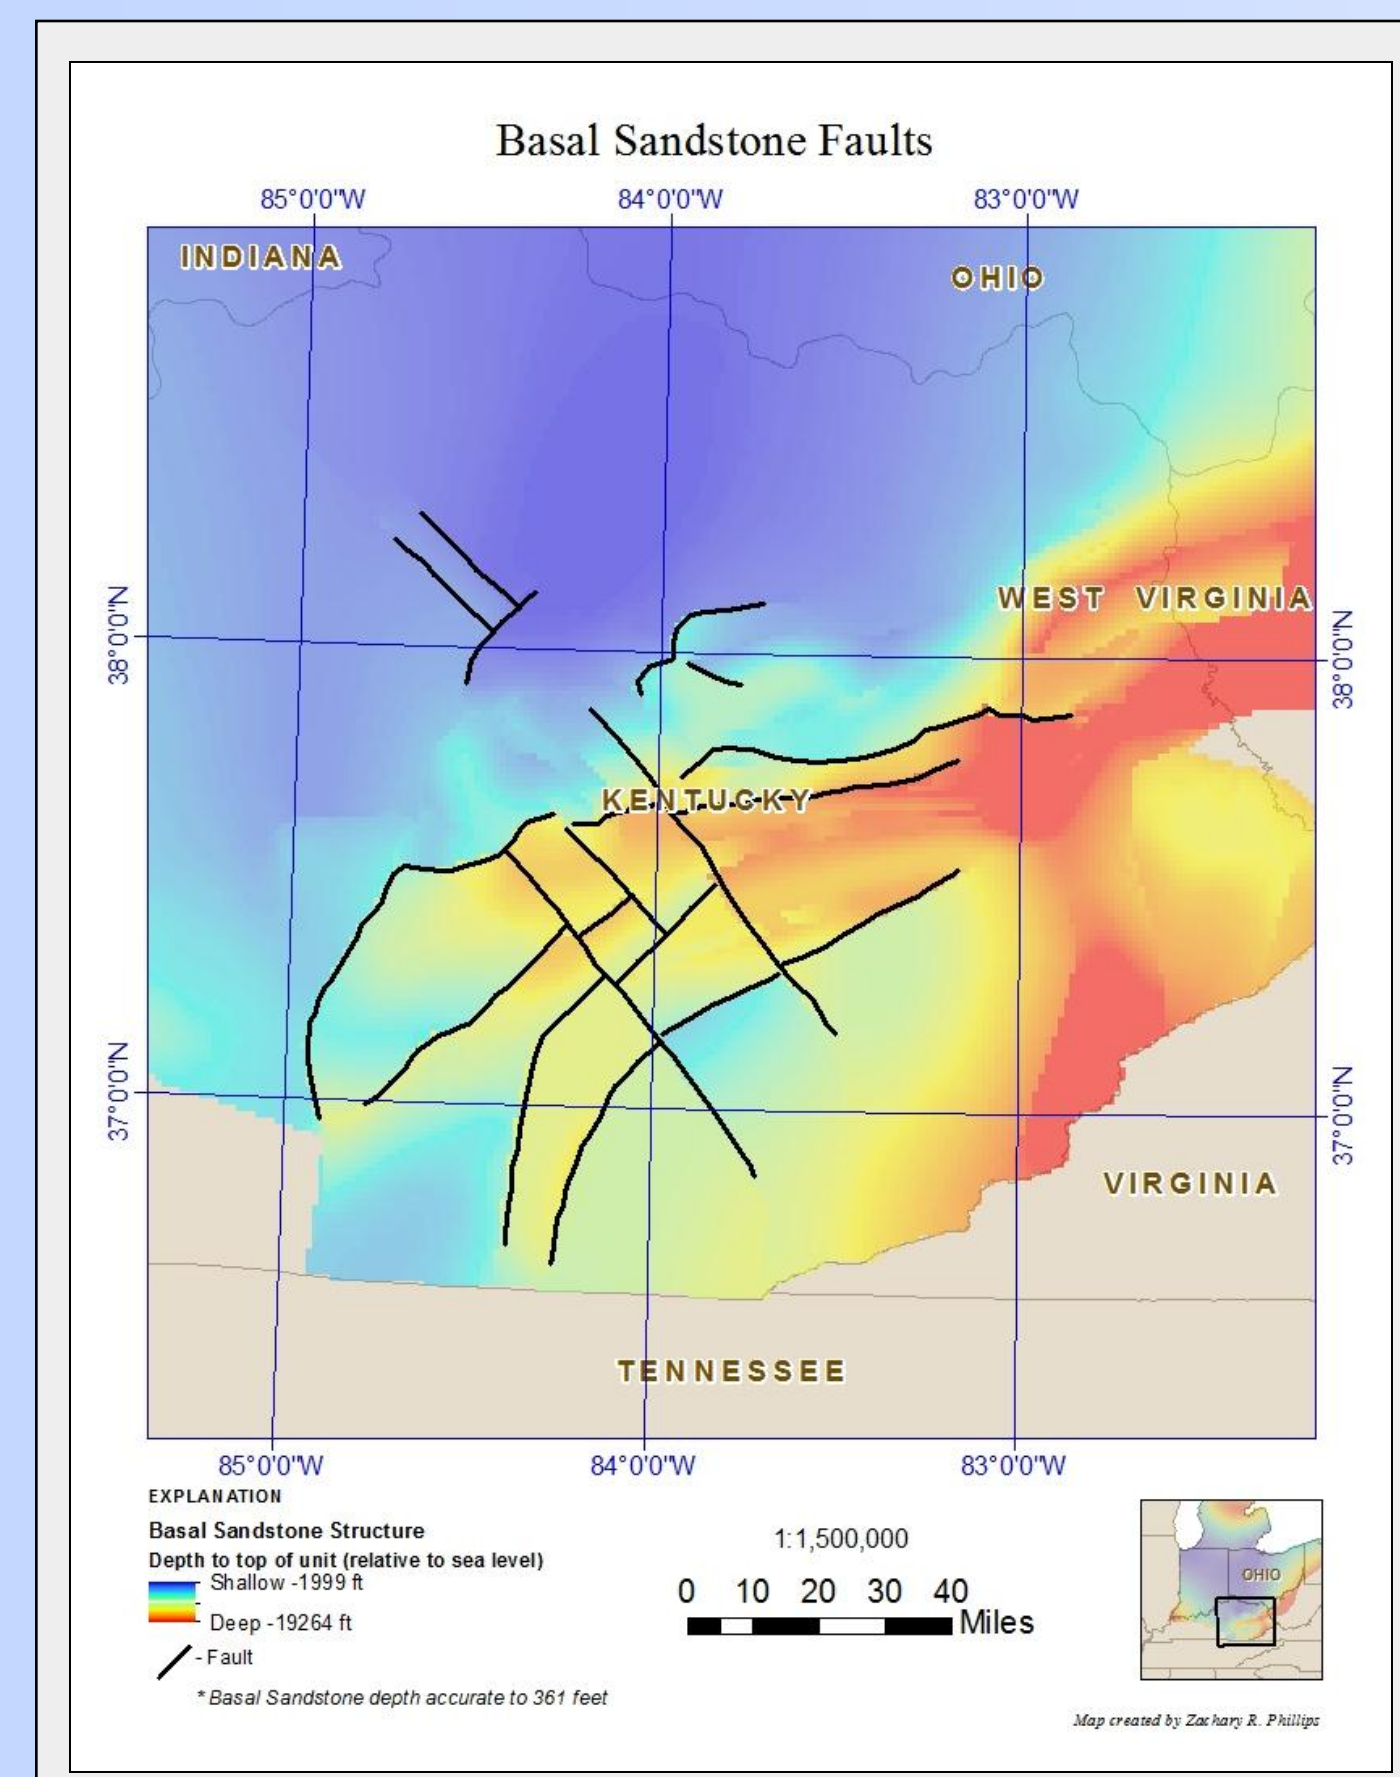 Basal Sandstone Faults
85°0'0"W 84°0'0"W 83°0'0"W
INDIANA
OHIO
38°0'0"N
WEST VIRGINIA
38°0'0"N
KENTUCKY
37°0'0"N
37°0'0"N
VIRGINIA
TENNESSEE
85°0'0"W 84°0'0"W 83°0'0"W
EXPLANATION
Basal Sandstone Structure
Depth to top of unit (relative to sea level)
Shallow -1999 ft
Deep -19264 ft
- Fault
* Basal Sandstone depth accurate to 361 feet
1:1,500,000
0 10 20 30 40
Miles
OHIO
Map created by Zachary R. Phillips